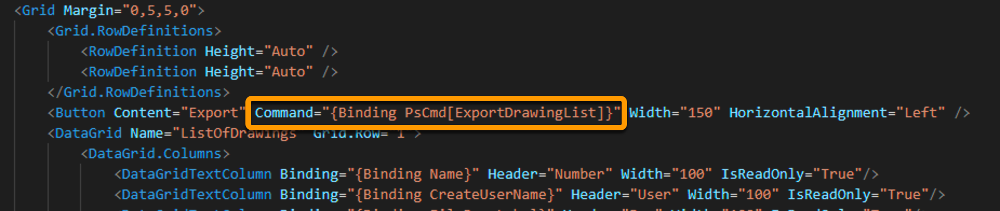 <Grid Margin="0,5,5,0">
<Grid.RowDefinitions>
<RowDefinition Height="Auto" />
<RowDefinition Height="Auto" />
</Grid.RowDefinitions>
<Button Content="Export" Command="{Binding PsCmd[ExportDrawingList]}" Width="150" HorizontalAlignment="Left" />
<DataGrid Name="ListOfDrawings" Grid.Row="1">
<DataGrid.Columns>
<DataGridTextColumn Binding="{Binding Name}" Header="Number" Width="100" IsReadOnly="True"/>
<DataGridTextColumn Binding="{Binding CreateUserName}" Header="User" Width="100" IsReadOnly="True"/>